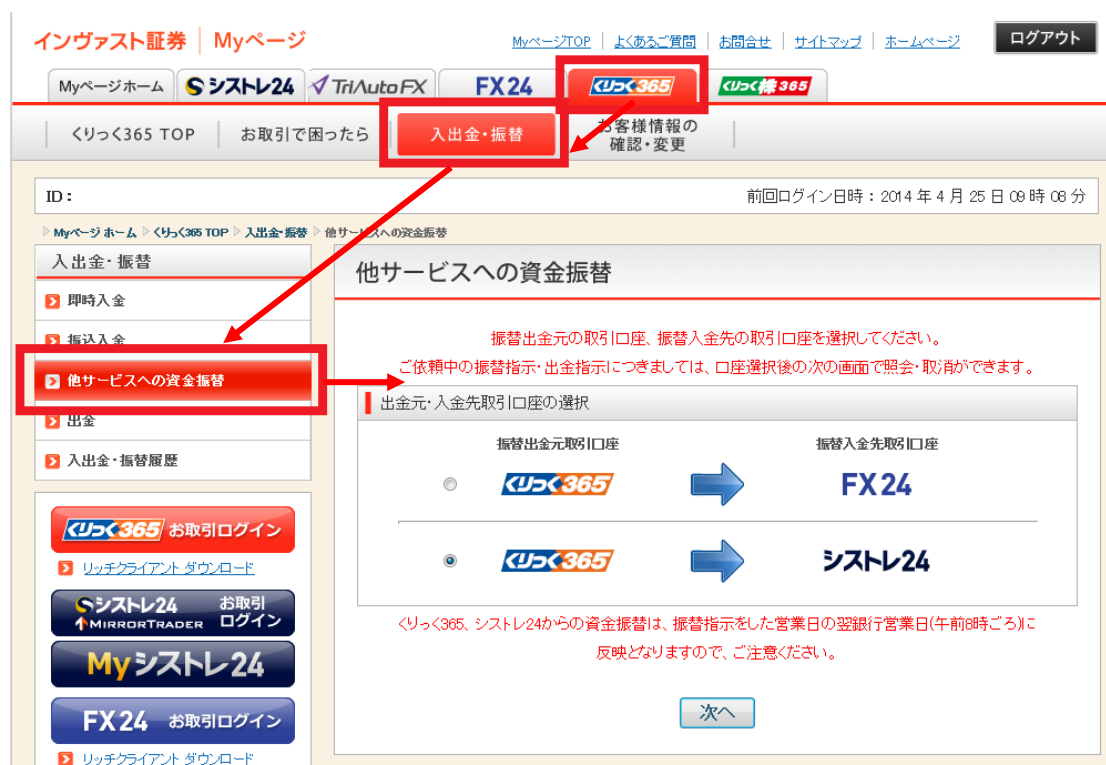 インヴァスト証券 Myページ
MyページTOP よくあるご質問 お問合せ サイトマップ ホームページ ログアウト
Myページホーム シストレ24 TriAutoFX FX24 くりっく365 くりっく株365
くりっく365 TOP お取引で困ったら 入出金・振替 お客様情報の
確認・変更
ID: 前回ログイン日時：2014 年 4 月 25 日 09 時 08 分
Myページ ホーム くりっく365 TOP 入出金・振替 他サービスへの資金振替
入出金・振替
即時入金
振込入金
他サービスへの資金振替
出金
入出金・振替履歴
くりっく365 お取引ログイン
リッチクライアント ダウンロード
シストレ24 お取引
MIRRORTRADER ログイン
Myシストレ24
FX24 お取引ログイン
リッチクライアント ダウンロード
他サービスへの資金振替
振替出金元の取引口座、振替入金先の取引口座を選択してください。
ご依頼中の振替指示・出金指示につきましては、口座選択後の次の画面で照会・取消ができます。
出金元・入金先取引口座の選択
振替出金元取引口座 振替入金先取引口座
くりっく365 FX24
くりっく365 シストレ24
くりっく365、シストレ24からの資金振替は、振替指示をした営業日の翌銀行営業日(午前8時ごろ)に
反映となりますので、ご注意ください。
次へ